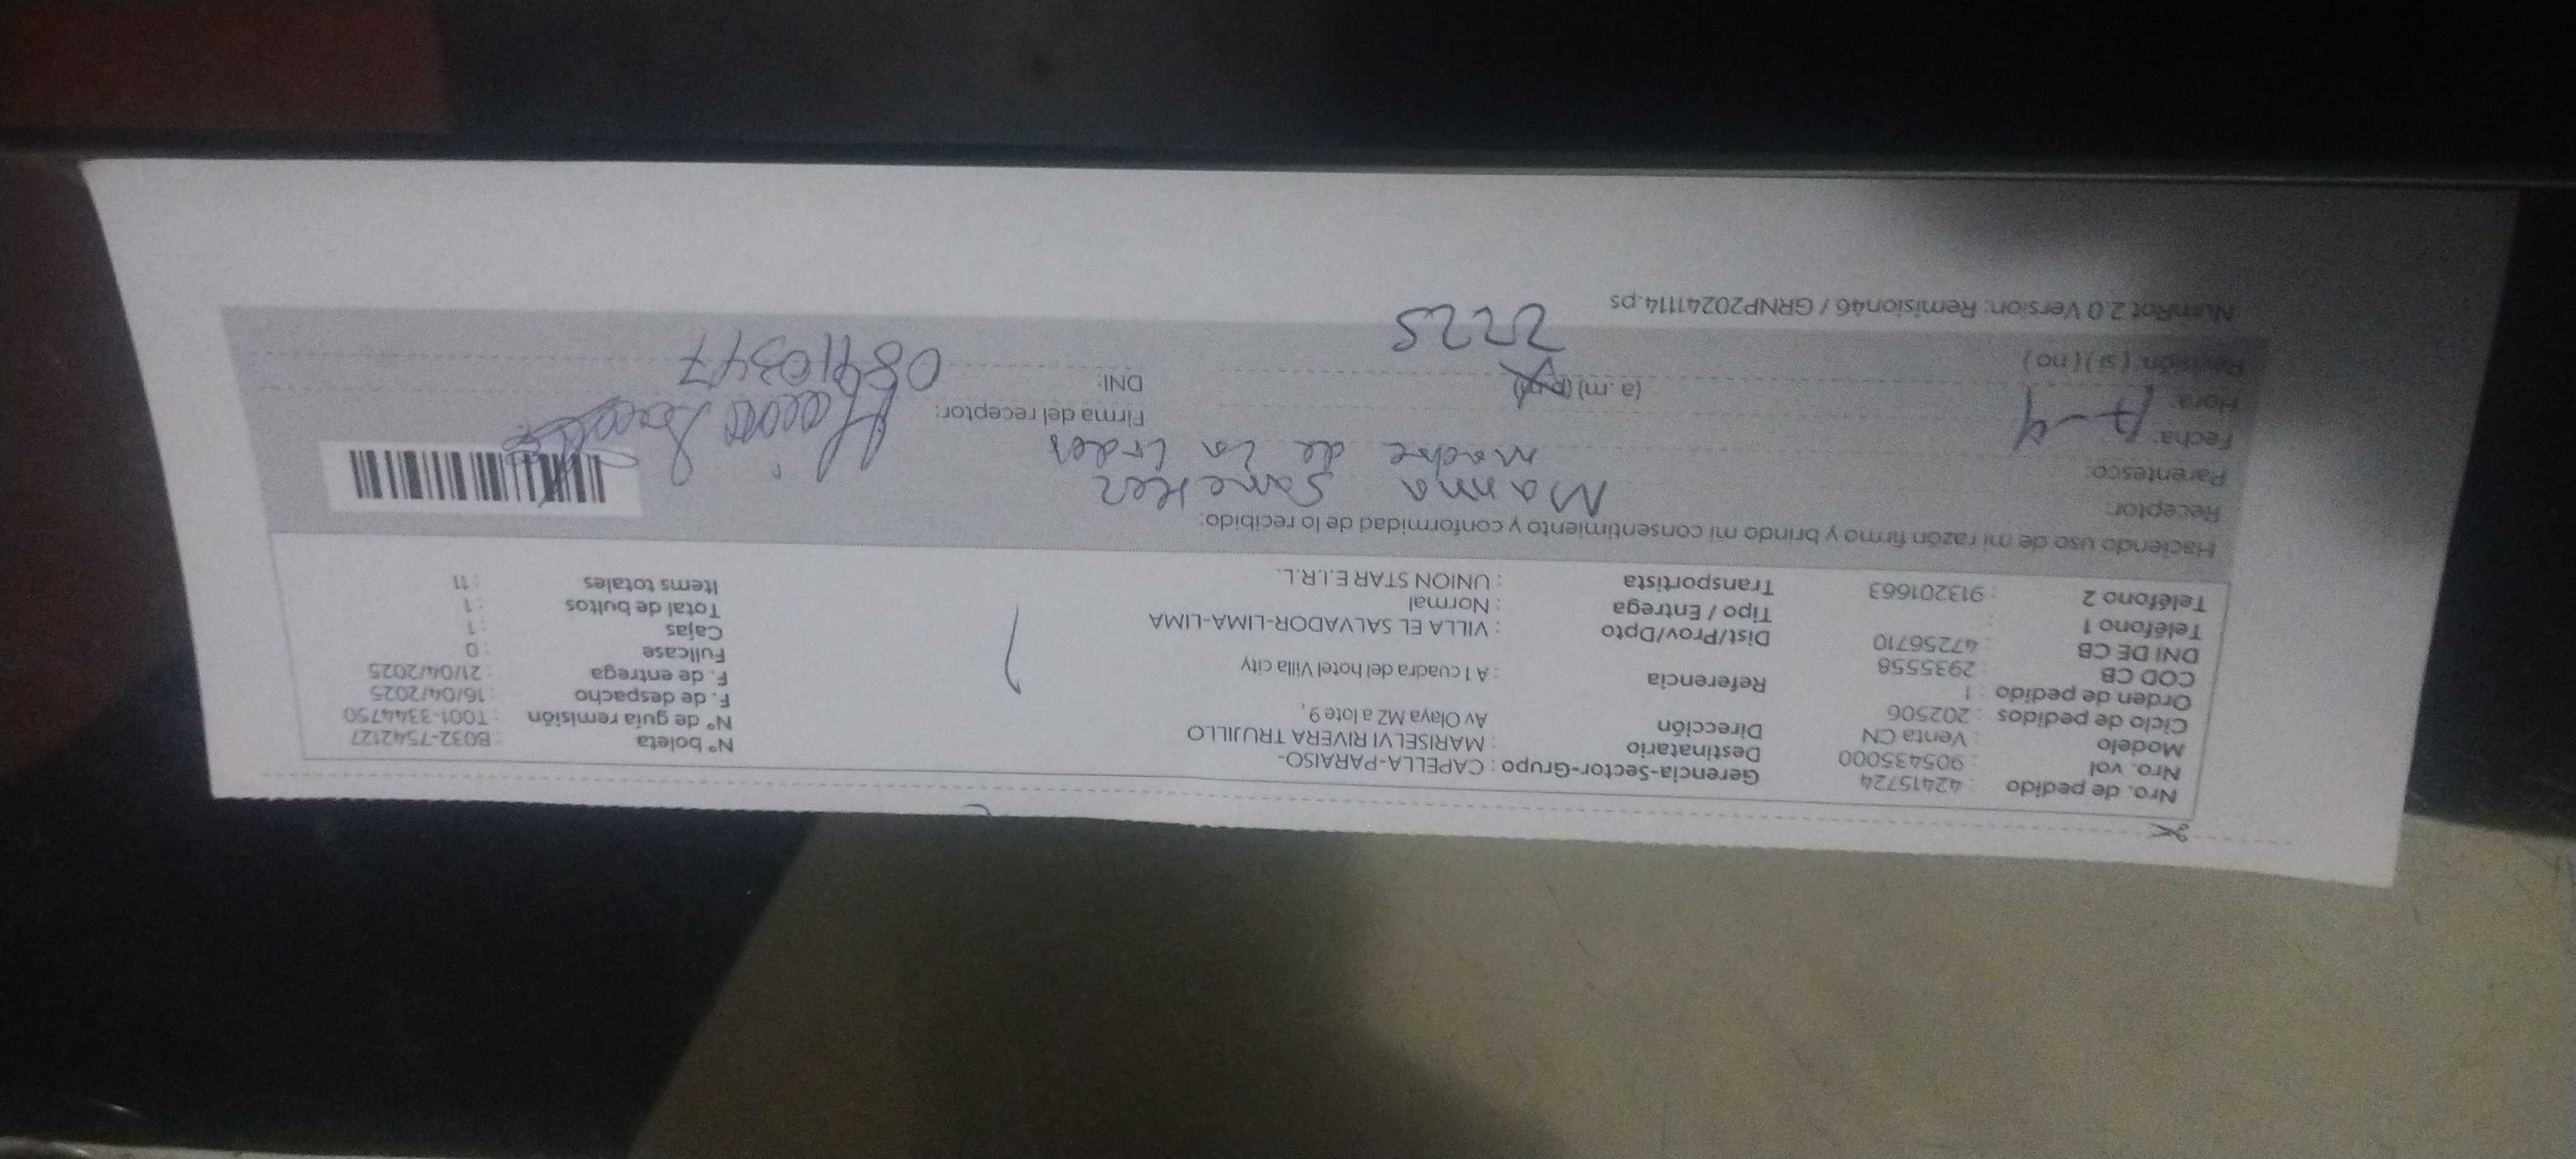 Nro. de pedido : 42415724
Nro. vol : 905435000
Modelo : Venta CN
Ciclo de pedidos : 202506
Orden de pedido : 1
COD CB : 2935558
DNI DE CB : 47256710
Teléfono 1 :
Teléfono 2 : 913201663
Gerencia-Sector-Grupo : CAPELLA-PARAISO-
Destinatario : MARISELVI RIVERA TRUJILLO
Dirección Av Olaya MZ a lote 9,
Referencia : A 1 cuadra del hotel Villa city
Dist/Prov/Dpto : VILLA EL SALVADOR-LIMA-LIMA
Tipo / Entrega : Normal
Transportista : UNION STAR E.I.R.L.
N° boleta : B032-7542127
N° de guía remisión : T001-3344750
F. de despacho : 16/04/2025
F. de entrega : 21/04/2025
Fullcase : 0
Cajas : 1
Total de bultos : 1
Items totales : 11
Haciendo uso de mi razón firmo y brindo mi consentimiento y conformidad de lo recibido:
Receptor:
Parentesco: madre de la
Fecha:
Hora: (a. m) (p.m)
Revisión: ( si ) ( no )
Firma del receptor:
DNI: 08410347
NumRot 2.0 Version: Remision46 / GRNP20241114.ps